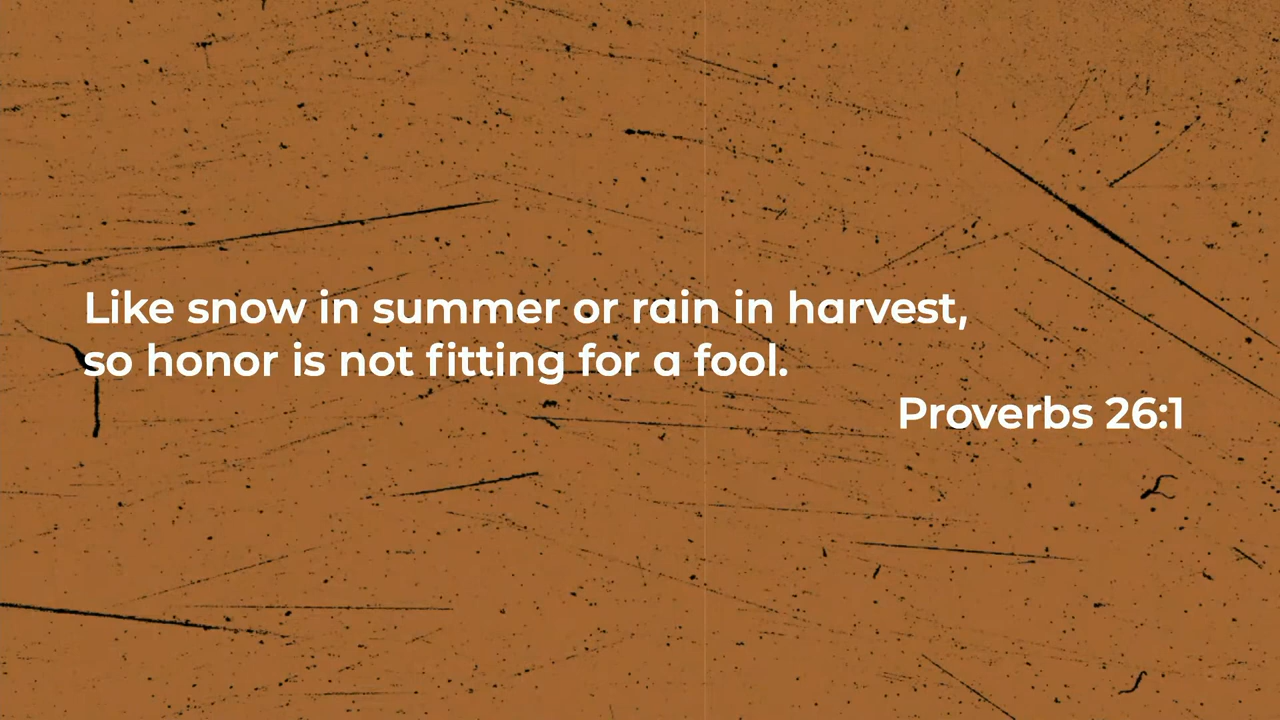 Like snow in summer or rain in harvest,
so honor is not fitting for a fool.
Proverbs 26:1